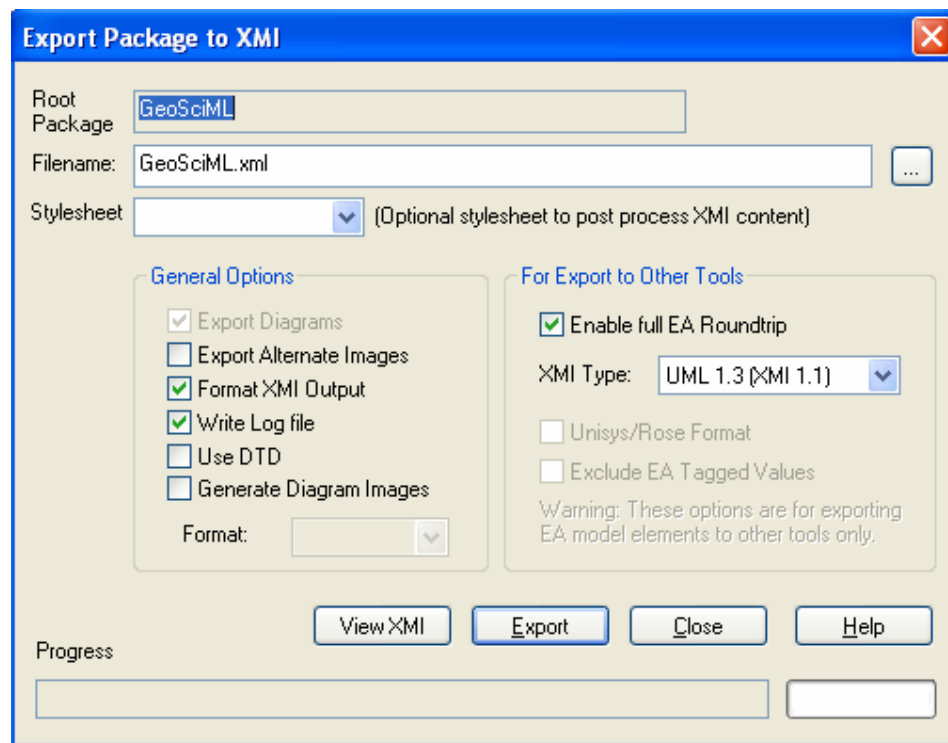 Export Package to XMI
Root
Package
GeoSciML
Filename:
GeoSciML.xml
...
Stylesheet
(Optional stylesheet to post process XMI content)
General Options
Export Diagrams
Export Alternate Images
Format XMI Output
Write Log file
Use DTD
Generate Diagram Images
Format:
For Export to Other Tools
Enable full EA Roundtrip
XMI Type:
UML 1.3 (XMI 1.1)
Unisys/Rose Format
Exclude EA Tagged Values
Warning: These options are for exporting
EA model elements to other tools only.
View XMI
Export
Close
Help
Progress